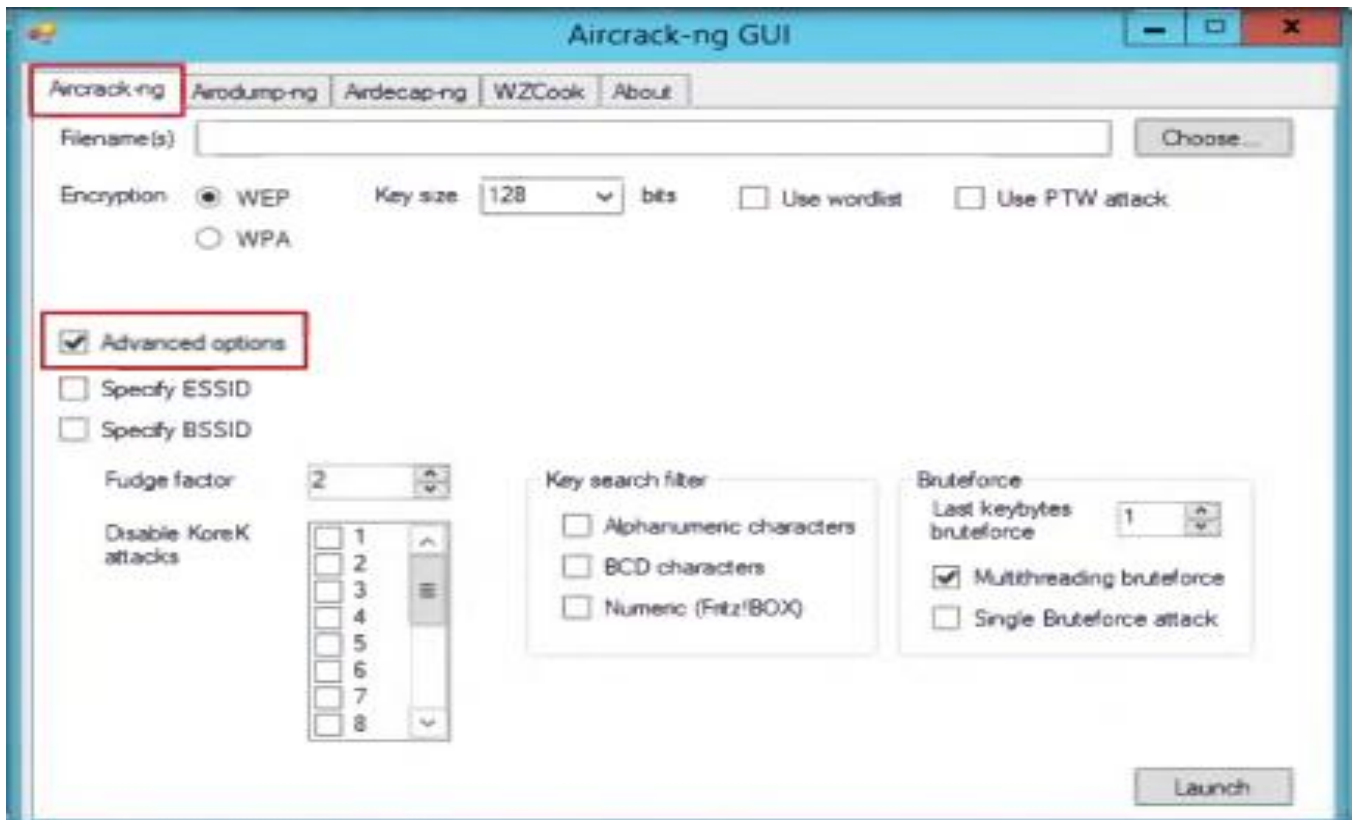 Aircrack-ng GUI
Aircrack-ng Airodump-ng Airdecap-ng WZCook About
Filename(s) Choose...
Encryption WEP Key size 128 bits Use wordlist Use PTW attack
WPA
Advanced options
Specify ESSID
Specify BSSID
Fudge factor 2
Disable KoreK attacks
1
2
3
4
5
6
7
8
Key search filter
Alphanumeric characters
BCD characters
Numeric (Fritz!BOX)
Bruteforce
Last keybytes
bruteforce 1
Multithreading bruteforce
Single Bruteforce attack
Launch